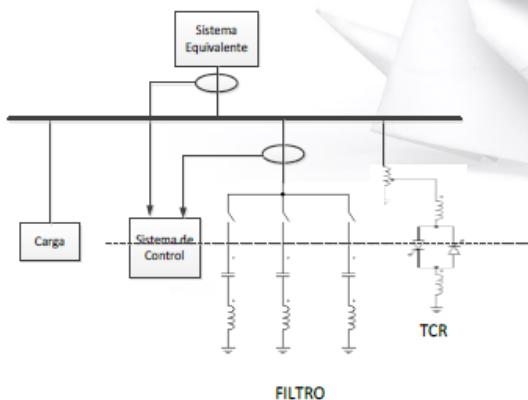 Sistema
Equivalente
Carga
Sistema de
Control
TCR
FILTRO